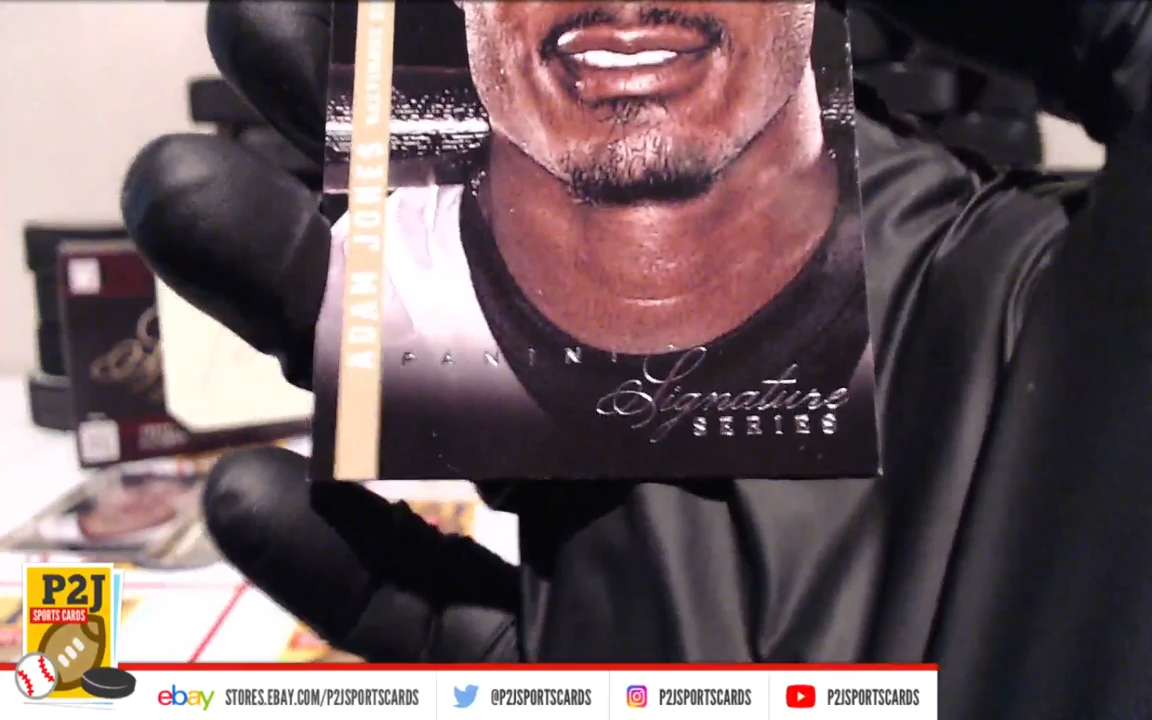 ADAM JONES
PANINI
Signature
SERIES
P2J
SPORTS CARDS
ebay STORES.EBAY.COM/P2JSPORTSCARDS @P2JSPORTSCARDS P2JSPORTSCARDS P2JSPORTSCARDS